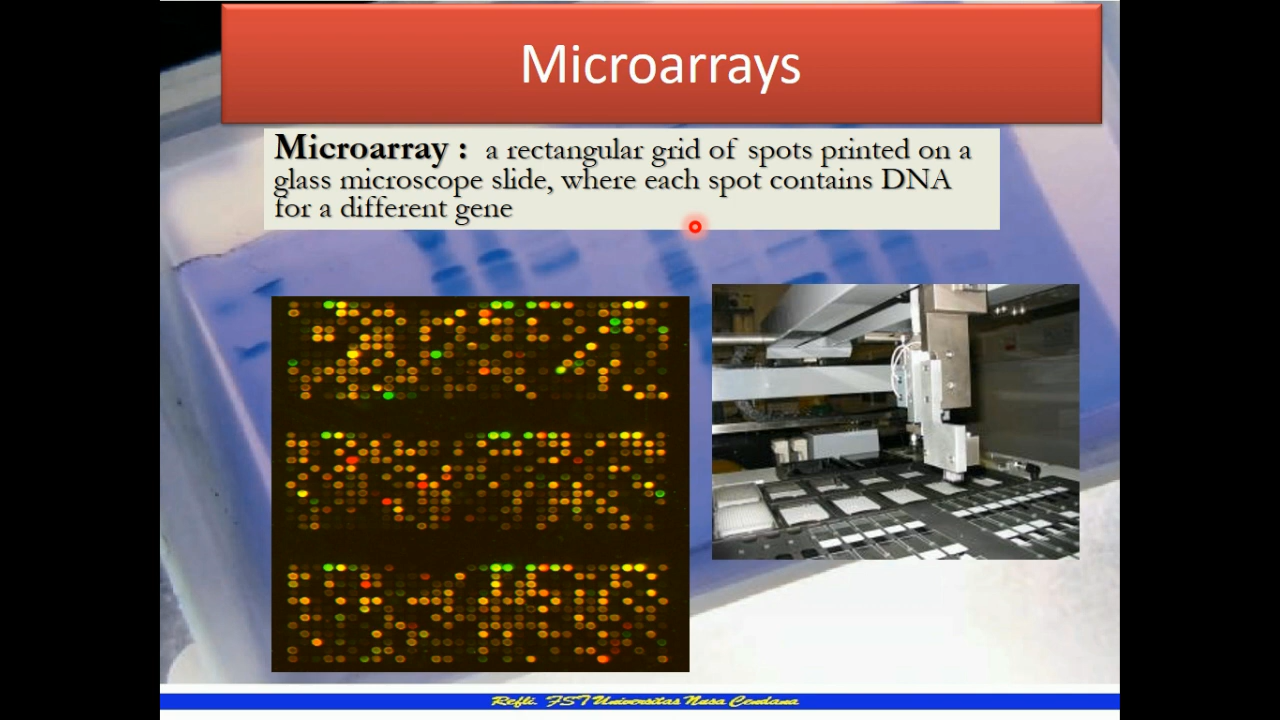 Microarrays
Microarray : a rectangular grid of spots printed on a
glass microscope slide, where each spot contains DNA
for a different gene
Refli. FST Universitas Nusa Cendana